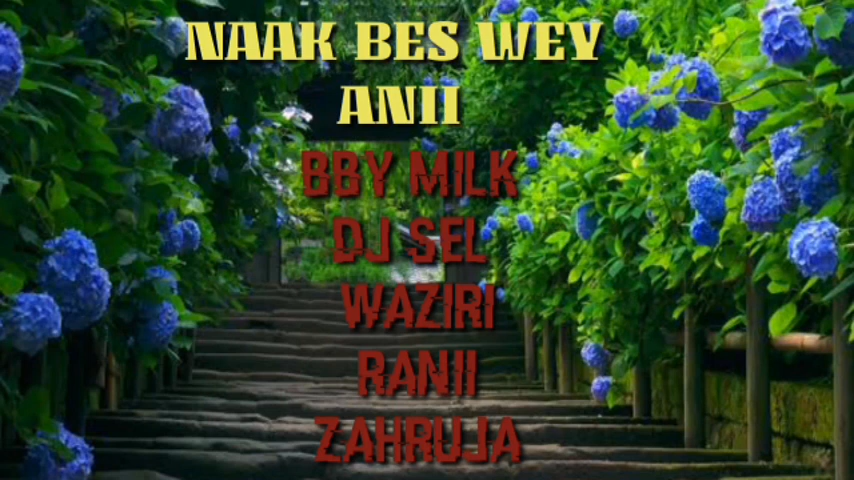 NAAK BES WEY
ANII
BBY MILK
DJ SEL
WAZIRI
RANII
ZAHRUJA